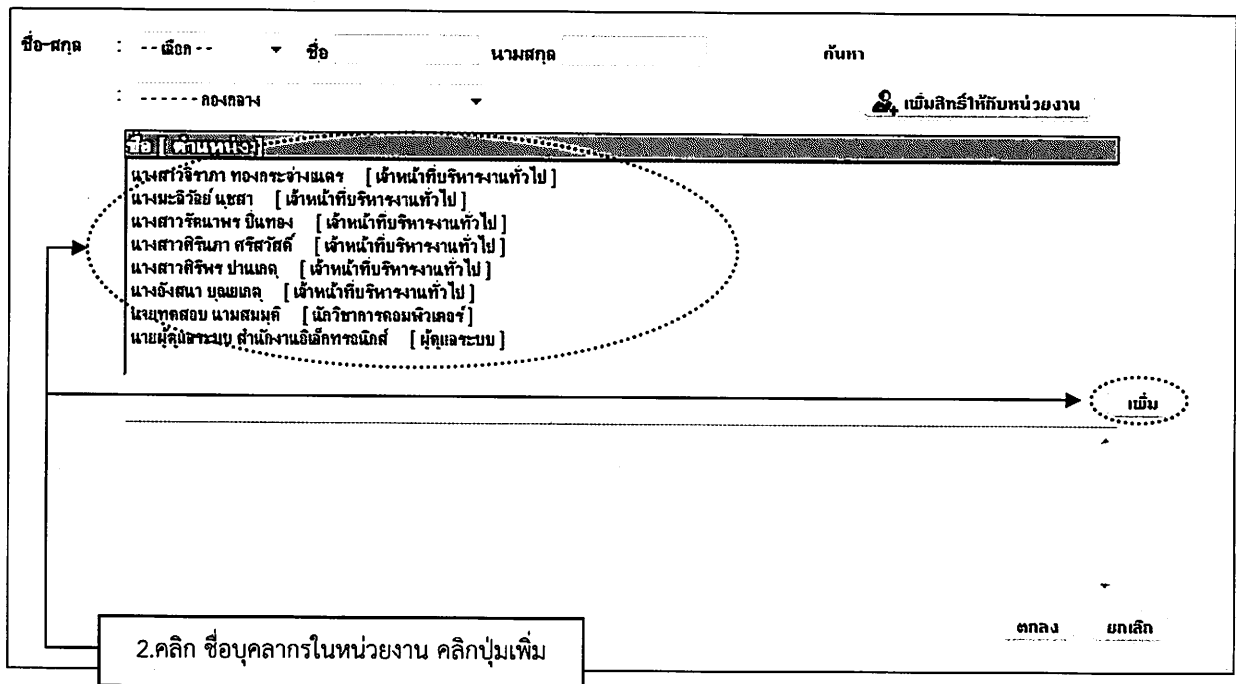 ชื่อ-สกุล : --เลือก-- ชื่อ นามสกุล ค้นหา
: ------กองกลาง เพิ่มสิทธิ์ให้กับหน่วยงาน
ชื่อ [ ตำแหน่ง ]
นางสาวจิราภา ทองกระจ่างเนตร [ เจ้าหน้าที่บริหารงานทั่วไป ]
นางมะลิวัลย์ นุชสา [ เจ้าหน้าที่บริหารงานทั่วไป ]
นางสาวรัตนาพร ปิ่นทอง [ เจ้าหน้าที่บริหารงานทั่วไป ]
นางสาวศิรินภา ศรีสวัสดิ์ [ เจ้าหน้าที่บริหารงานทั่วไป ]
นางสาวศิริพร ปานเกตุ [ เจ้าหน้าที่บริหารงานทั่วไป ]
นางอังสนา บุณยเกตุ [ เจ้าหน้าที่บริหารงานทั่วไป ]
นายทดสอบ นามสมมุติ [ นักวิชาการคอมพิวเตอร์ ]
นายผู้ดูแลระบบ สำนักงานอิเล็กทรอนิกส์ [ ผู้ดูแลระบบ ]
เพิ่ม
ตกลง ยกเลิก
2.คลิก ชื่อบุคลากรในหน่วยงาน คลิกปุ่มเพิ่ม